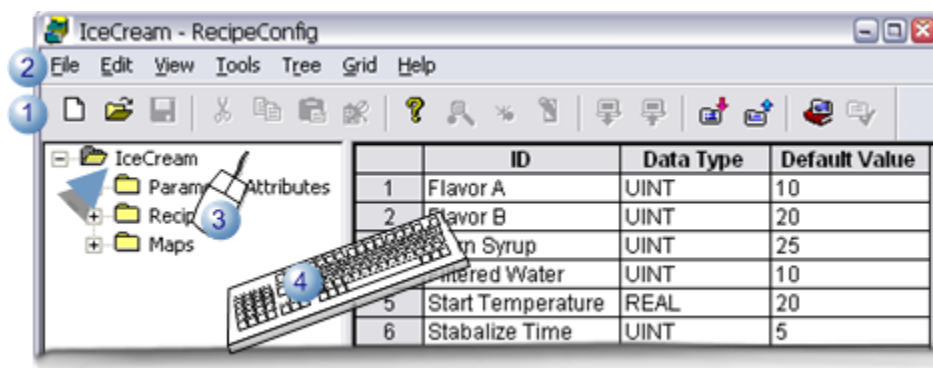 IceCream - RecipeConfig
2 File Edit View Tools Tree Grid Help
1
IceCream
Attributes
3
Maps
4
ID Data Type Default Value
1 Flavor A UINT 10
2 B UINT 20
Syrup UINT 25
Water UINT 10
5 Start Temperature REAL 20
6 Stabalize Time UINT 5